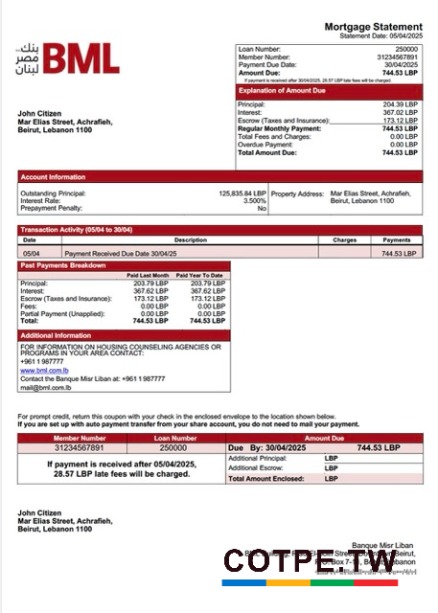 Mortgage Statement
Statement Date: 05/04/2025
بنك..
مصر
لبنان
BML
Loan Number: 250000
Member Number: 31234567891
Payment Due Date: 30/04/2025
Amount Due: 744.53 LBP
If payment is received after 05/04/2025, 28.57 LBP late fees will be charged.
Explanation of Amount Due
Principal: 204.39 LBP
Interest: 367.02 LBP
Escrow (Taxes and Insurance): 173.12 LBP
Regular Monthly Payment: 744.53 LBP
Total Fees and Charges: 0.00 LBP
Overdue Payment: 0.00 LBP
Total Amount Due: 744.53 LBP
John Citizen
Mar Elias Street, Achrafieh,
Beirut, Lebanon 1100
Account Information
Outstanding Principal: 125,835.84 LBP
Interest Rate: 3.500%
Prepayment Penalty: No
Property Address: Mar Elias Street, Achrafieh,
Beirut, Lebanon 1100
Transaction Activity (05/04 to 30/04)
Date Description Charges Payments
05/04 Payment Received Due Date 30/04/25 744.53 LBP
Past Payments Breakdown
Paid Last Month Paid Year To Date
Principal: 203.79 LBP 203.79 LBP
Interest: 367.62 LBP 367.62 LBP
Escrow (Taxes and Insurance): 173.12 LBP 173.12 LBP
Fees: 0.00 LBP 0.00 LBP
Partial Payment (Unapplied): 0.00 LBP 0.00 LBP
Total: 744.53 LBP 744.53 LBP
Additional Information
FOR INFORMATION ON HOUSING COUNSELING AGENCIES OR
PROGRAMS IN YOUR AREA CONTACT:
+961 1 987777
www.bml.com.lb
Contact the Banque Misr Liban at: +961 1 987777
mail@bml.com.lb
For prompt credit, return this coupon with your check in the enclosed envelope to the location shown below.
If you are set up with auto payment transfer from your share account, you do not need to mail your payment.
Member Number Loan Number Amount Due
31234567891 250000 Due By: 30/04/2025 744.53 LBP
If payment is received after 05/04/2025,
28.57 LBP late fees will be charged.
Additional Principal: LBP
Additional Escrow: LBP
Total Amount Enclosed: LBP
John Citizen
Mar Elias Street, Achrafieh,
Beirut, Lebanon 1100
Banque Misr Liban
Beirut,
COTPE.TW